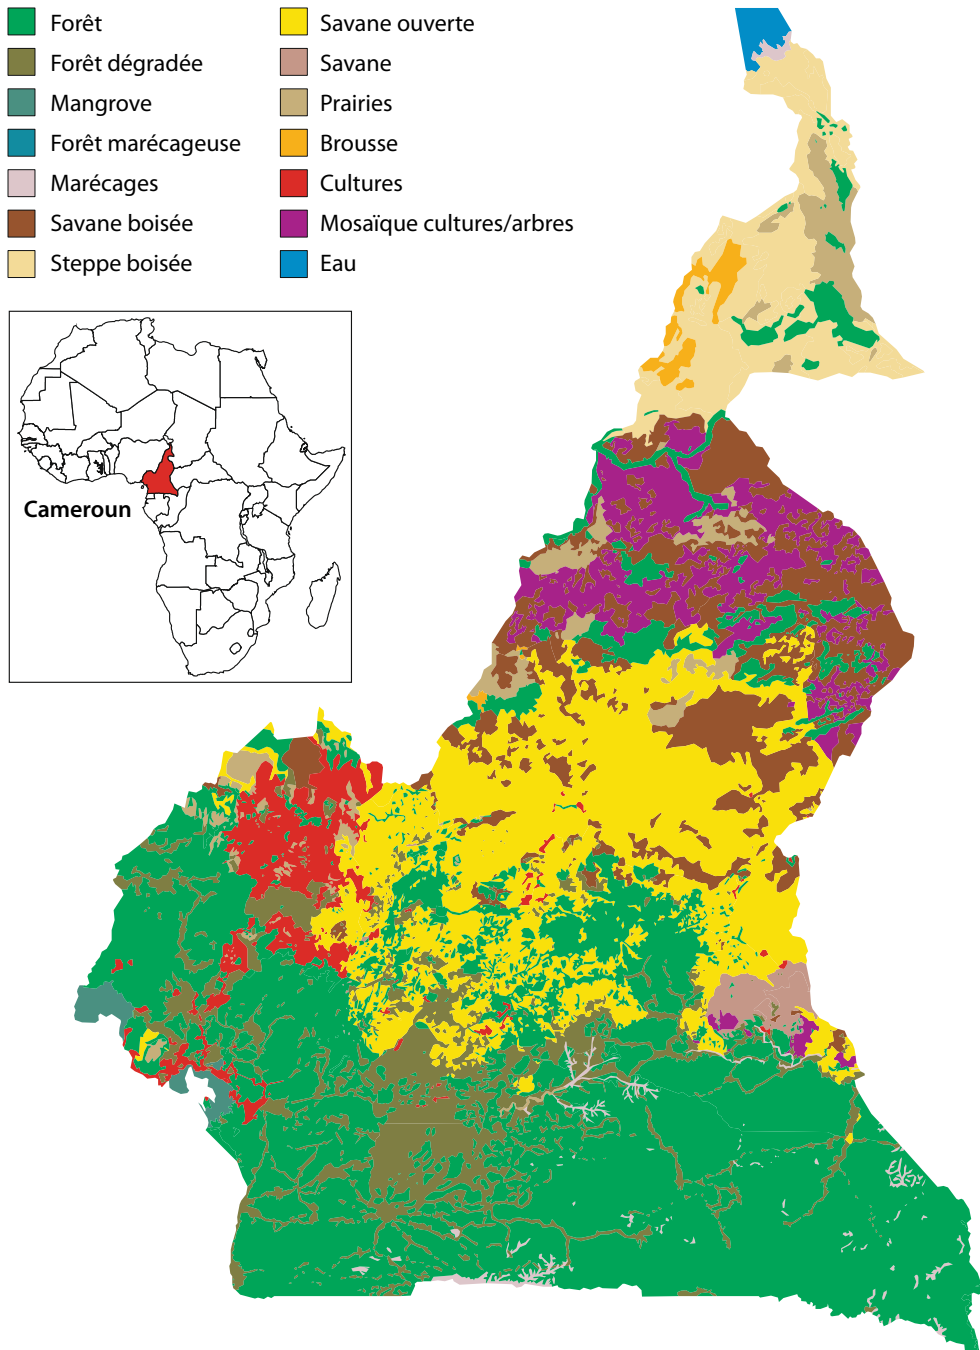 Forêt
Forêt dégradée
Mangrove
Forêt marécageuse
Marécages
Savane boisée
Steppe boisée
Savane ouverte
Savane
Prairies
Brousse
Cultures
Mosaïque cultures/arbres
Eau
Cameroun